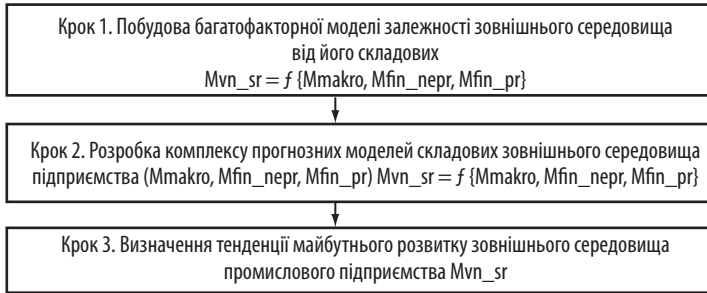 Крок 1. Побудова багатофакторної моделі залежності зовнішнього середовища
від його складових
Mvn_sr = f {Mmakro, Mfin_nepr, Mfin_pr}
Крок 2. Розробка комплексу прогнозних моделей складових зовнішнього середовища
підприємства (Mmakro, Mfin_nepr, Mfin_pr) Mvn_sr = f {Mmakro, Mfin_nepr, Mfin_pr}
Крок 3. Визначення тенденції майбутнього розвитку зовнішнього середовища
промислового підприємства Mvn_sr